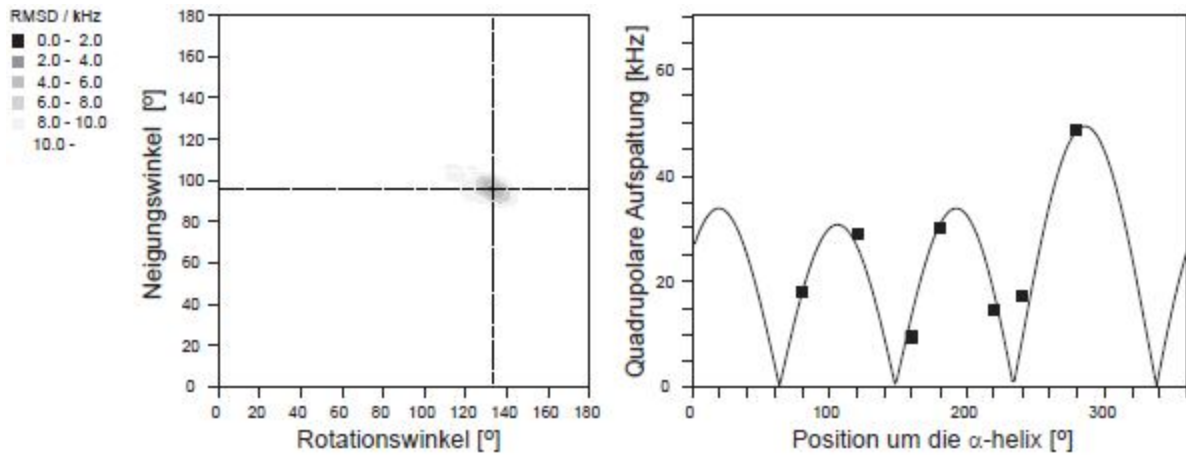 RMSD / kHz
0.0 - 2.0
2.0 - 4.0
4.0 - 6.0
6.0 - 8.0
8.0 - 10.0
10.0 -
Neigungswinkel [º]
180
160
140
120
100
80
60
40
20
0
0 20 40 60 80 100 120 140 160 180
Rotationswinkel [º]
Quadrupolare Aufspaltung [kHz]
60
40
20
0
0 100 200 300
Position um die α-helix [º]